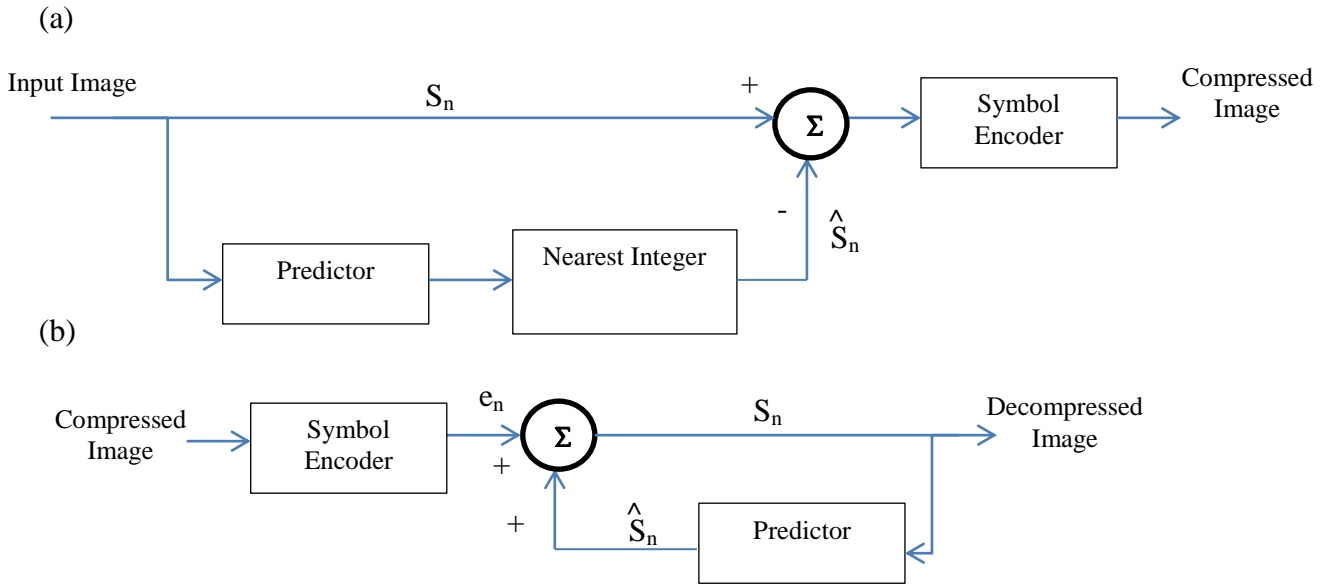 (a)
Input Image
Sₙ
+
Σ
Symbol
Encoder
Compressed
Image
-
Ŝₙ
Predictor
Nearest Integer
(b)
Compressed
Image
Symbol
Encoder
eₙ
+
Σ
+
Sₙ
Decompressed
Image
Ŝₙ
Predictor